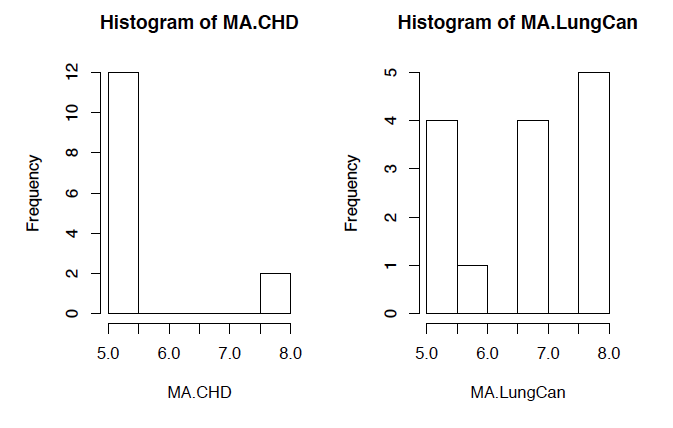 Histogram of MA.CHD
Frequency
0 2 4 6 8 10 12
5.0 6.0 7.0 8.0
MA.CHD
Histogram of MA.LungCan
Frequency
0 1 2 3 4 5
5.0 6.0 7.0 8.0
MA.LungCan